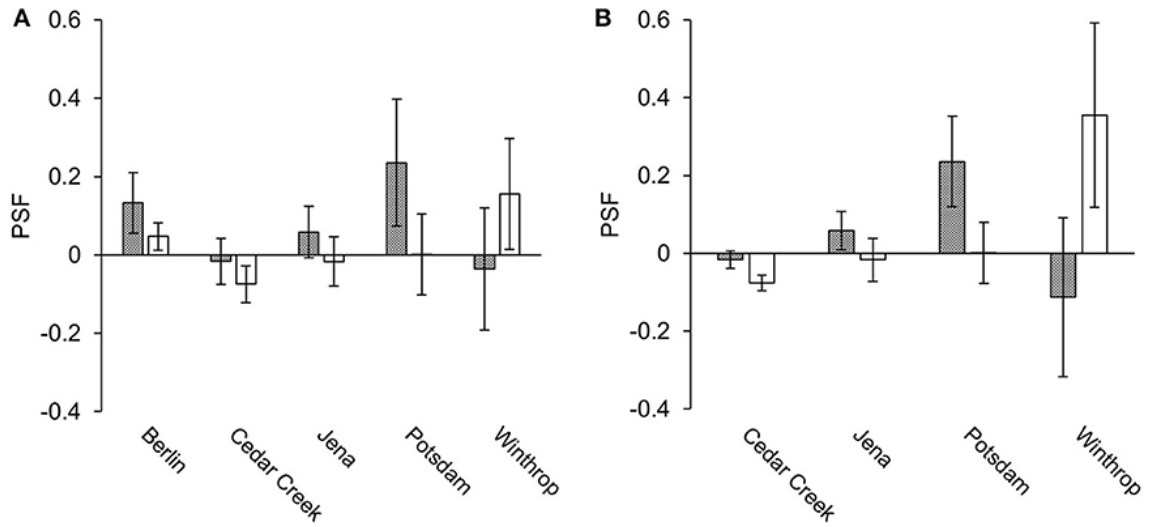 A
PSF
0.6
0.4
0.2
0
-0.2
-0.4
Berlin
Cedar Creek
Jena
Potsdam
Winthrop
B
PSF
0.6
0.4
0.2
0
-0.2
-0.4
Cedar Creek
Jena
Potsdam
Winthrop